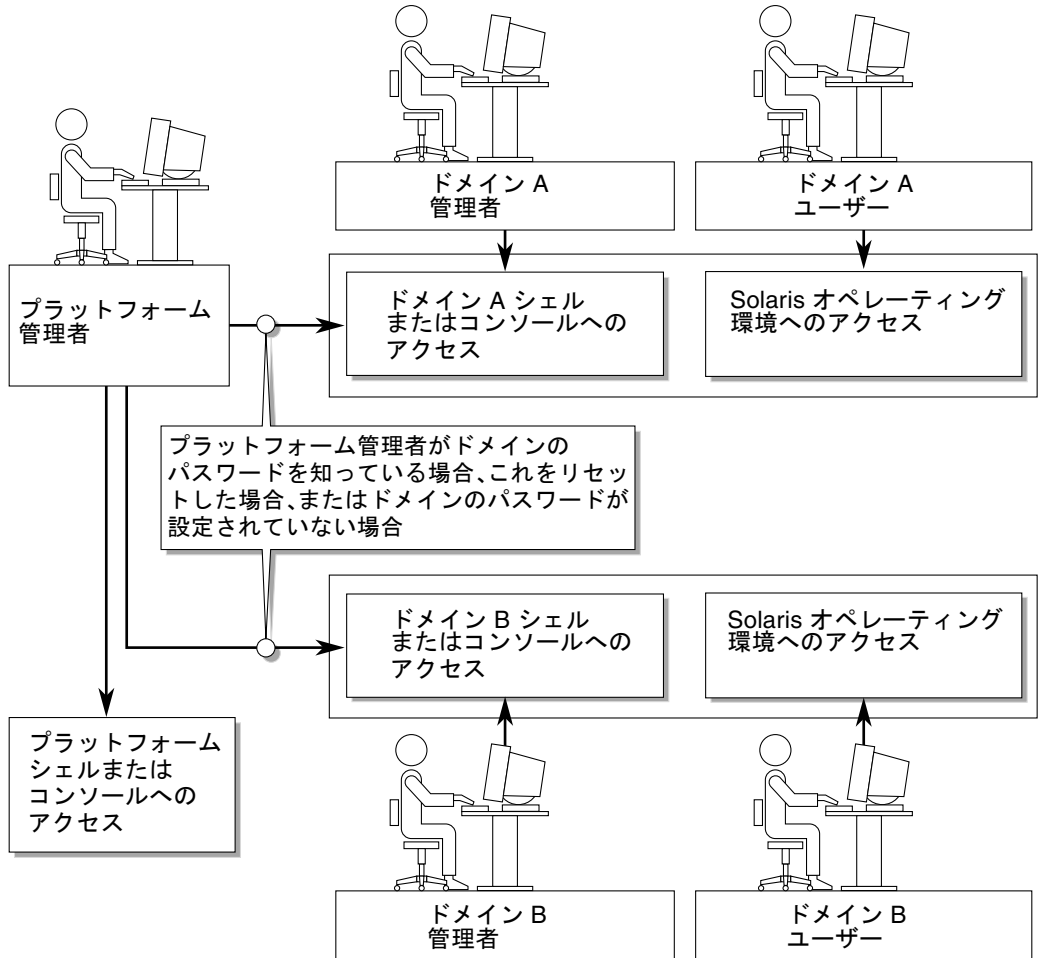 ドメイン A
管理者
ドメイン A
ユーザー
プラットフォーム
管理者
ドメイン A シェル
またはコンソールへの
アクセス
Solaris オペレーティング
環境へのアクセス
プラットフォーム管理者がドメインの
パスワードを知っている場合、これをリセッ
トした場合、またはドメインのパスワードが
設定されていない場合
ドメイン B シェル
またはコンソールへの
アクセス
Solaris オペレーティング
環境へのアクセス
プラットフォーム
シェルまたは
コンソールへの
アクセス
ドメイン B
管理者
ドメイン B
ユーザー